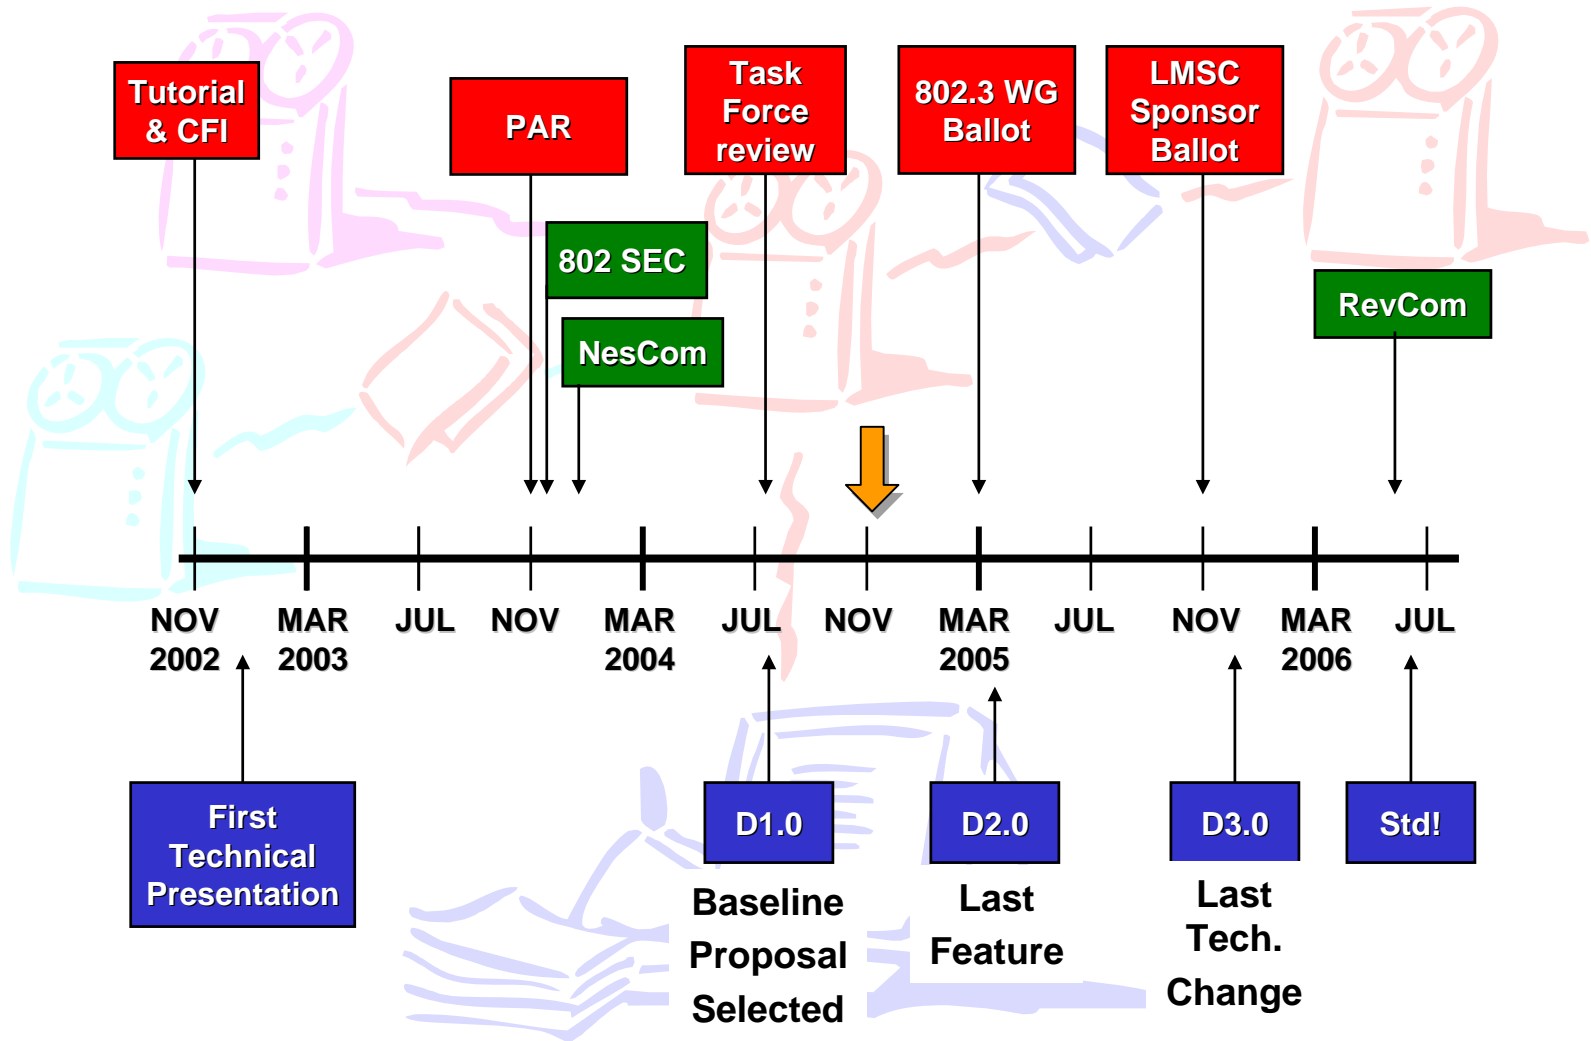 Tutorial
& CFI
PAR
Task
Force
review
802.3 WG
Ballot
LMSC
Sponsor
Ballot
802 SEC
NesCom
RevCom
NOV
2002
MAR
2003
JUL
NOV
MAR
2004
JUL
NOV
MAR
2005
JUL
NOV
MAR
2006
JUL
First
Technical
Presentation
D1.0
Baseline
Proposal
Selected
D2.0
Last
Feature
D3.0
Last
Tech.
Change
Std!